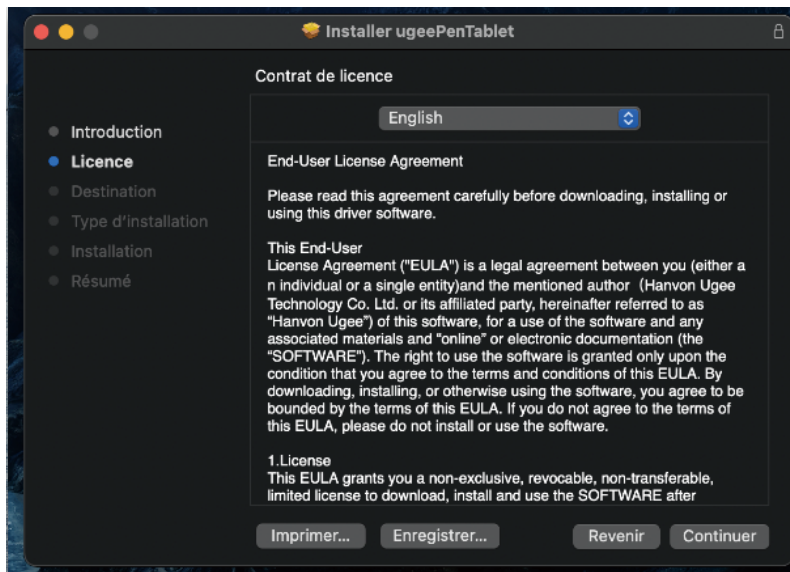 Installer ugeePenTablet
Contrat de licence
Introduction
Licence
Destination
Type d'installation
Installation
Résumé
English
End-User License Agreement
Please read this agreement carefully before downloading, installing or
using this driver software.
This End-User
License Agreement ("EULA") is a legal agreement between you (either a
n individual or a single entity)and the mentioned author（Hanvon Ugee
Technology Co. Ltd. or its affiliated party, hereinafter referred to as
“Hanvon Ugee”) of this software, for a use of the software and any
associated materials and “online” or electronic documentation (the
“SOFTWARE”). The right to use the software is granted only upon the
condition that you agree to the terms and conditions of this EULA. By
downloading, installing, or otherwise using the software, you agree to be
bounded by the terms of this EULA. If you do not agree to the terms of
this EULA, please do not install or use the software.
1.License
This EULA grants you a non-exclusive, revocable, non-transferable,
limited license to download, install and use the SOFTWARE after
Imprimer...
Enregistrer...
Revenir
Continuer